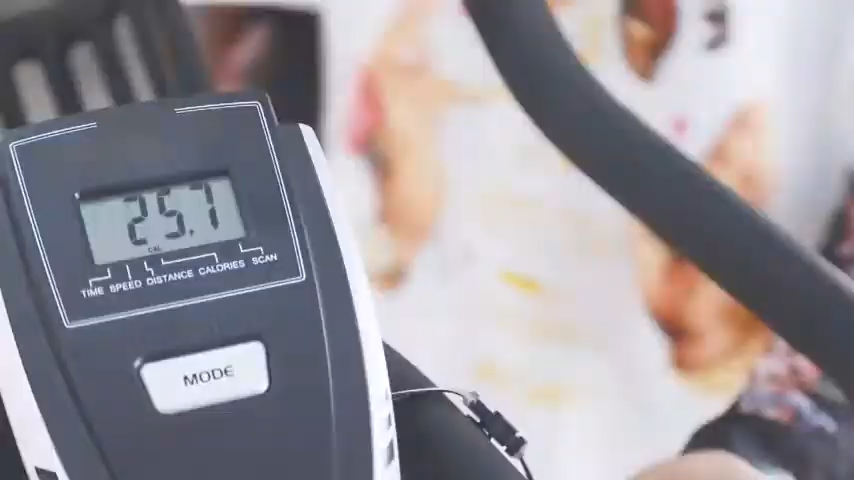 25.7
CAL
TIME SPEED DISTANCE CALORIES SCAN
MODE